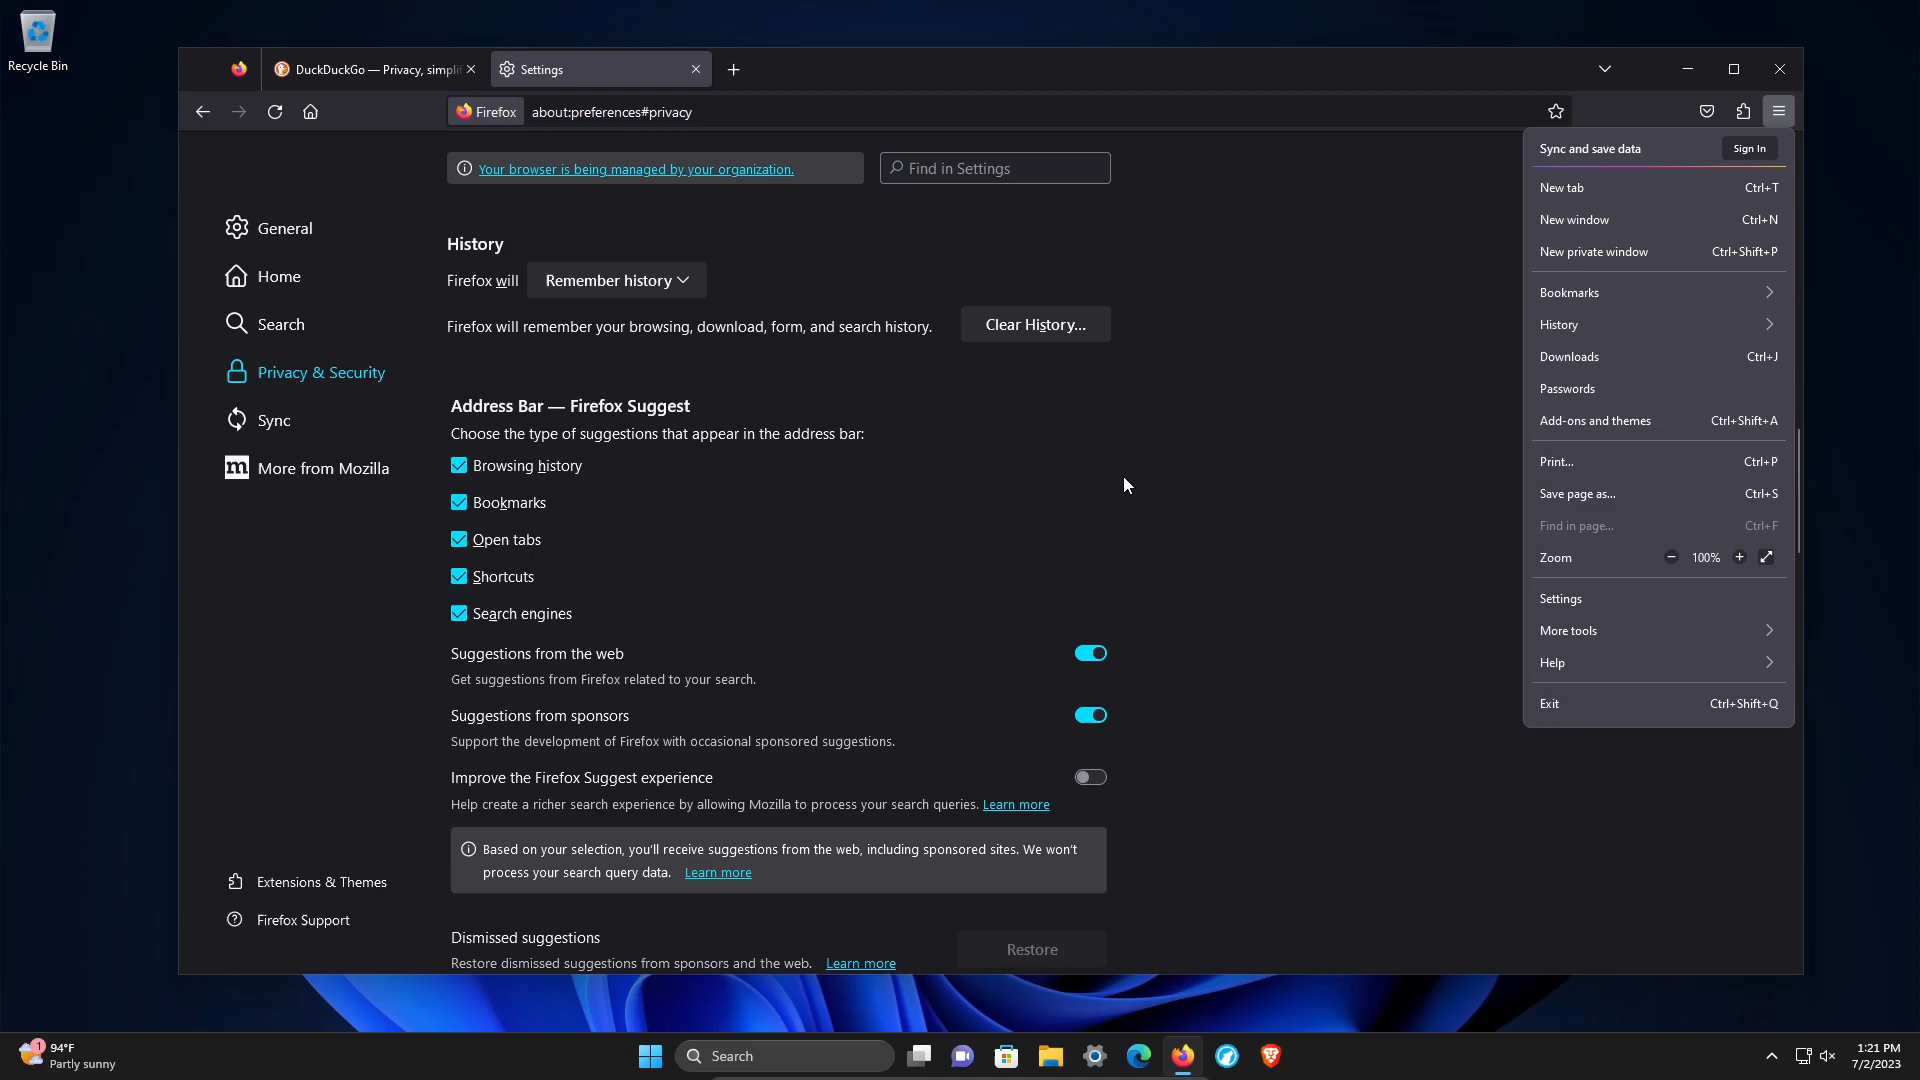 Recycle Bin
DuckDuckGo — Privacy, simplif
Settings
Firefox
about:preferences#privacy
Your browser is being managed by your organization.
Find in Settings
General
Home
Search
Privacy & Security
Sync
More from Mozilla
Extensions & Themes
Firefox Support
History
Firefox will Remember history
Firefox will remember your browsing, download, form, and search history. Clear History...
Address Bar — Firefox Suggest
Choose the type of suggestions that appear in the address bar:
Browsing history
Bookmarks
Open tabs
Shortcuts
Search engines
Suggestions from the web
Get suggestions from Firefox related to your search.
Suggestions from sponsors
Support the development of Firefox with occasional sponsored suggestions.
Improve the Firefox Suggest experience
Help create a richer search experience by allowing Mozilla to process your search queries. Learn more
Based on your selection, you'll receive suggestions from the web, including sponsored sites. We won't
process your search query data. Learn more
Dismissed suggestions
Restore dismissed suggestions from sponsors and the web. Learn more
Restore
Sync and save data Sign In
New tab Ctrl+T
New window Ctrl+N
New private window Ctrl+Shift+P
Bookmarks
History
Downloads Ctrl+J
Passwords
Add-ons and themes Ctrl+Shift+A
Print... Ctrl+P
Save page as... Ctrl+S
Find in page... Ctrl+F
Zoom 100%
Settings
More tools
Help
Exit Ctrl+Shift+Q
1
94°F
Partly sunny
Search
1:21 PM
7/2/2023